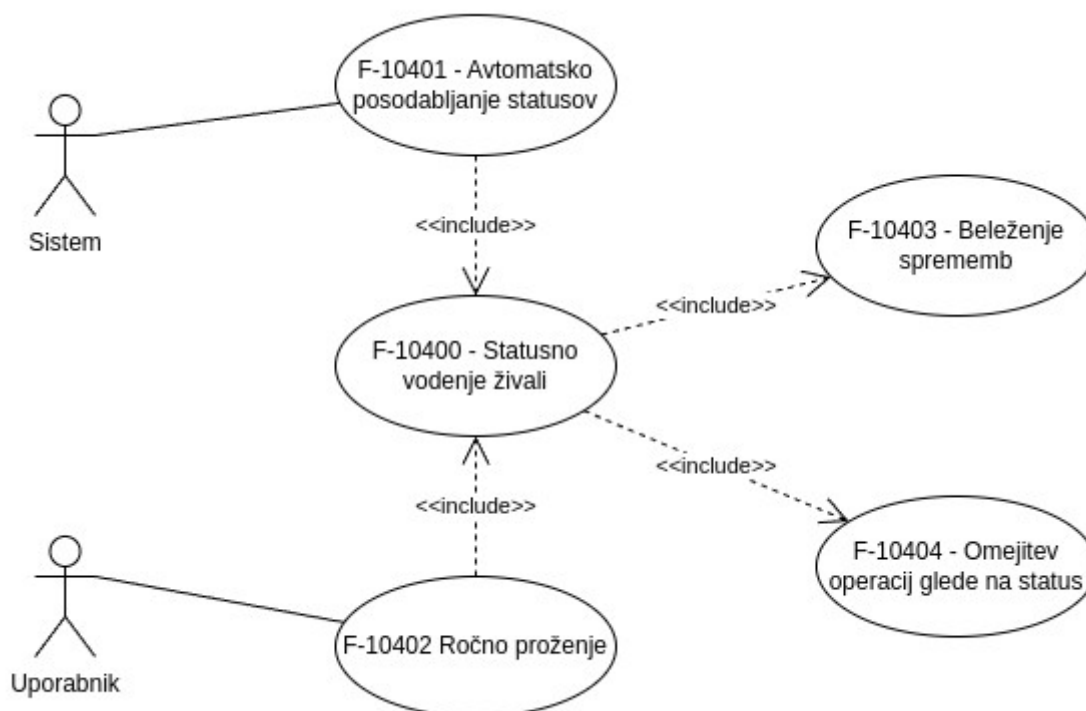 F-10401 - Avtomatsko
posodabljanje statusov
Sistem
<<include>>
F-10403 - Beleženje
sprememb
<<include>>
F-10400 - Statusno
vodenje živali
<<include>>
<<include>>
F-10404 - Omejitev
operacij glede na status
F-10402 Ročno proženje
Uporabnik